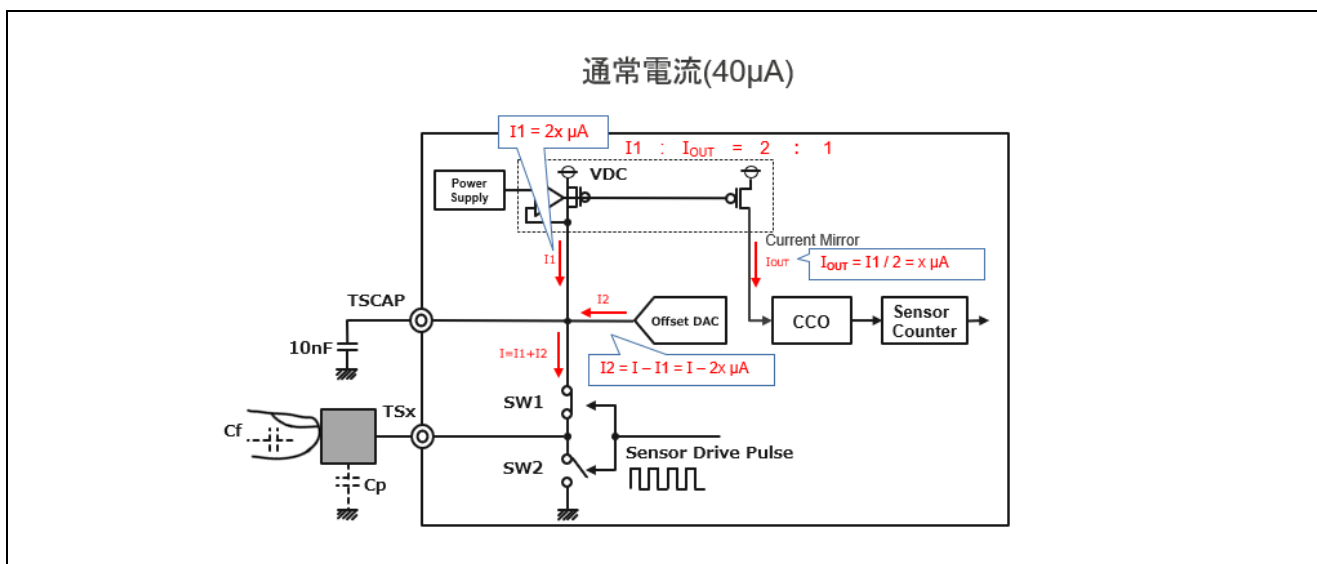 通常電流(40μA)
I1 = 2x μA
I1 : IOUT = 2 : 1
Power
Supply
VDC
Current Mirror
I1
IOUT
IOUT = I1 / 2 = x μA
TSCAP
I2
Offset DAC
CCO
Sensor
Counter
10nF
I=I1+I2
I2 = I – I1 = I – 2x μA
SW1
TSx
Cf
Sensor Drive Pulse
SW2
Cp